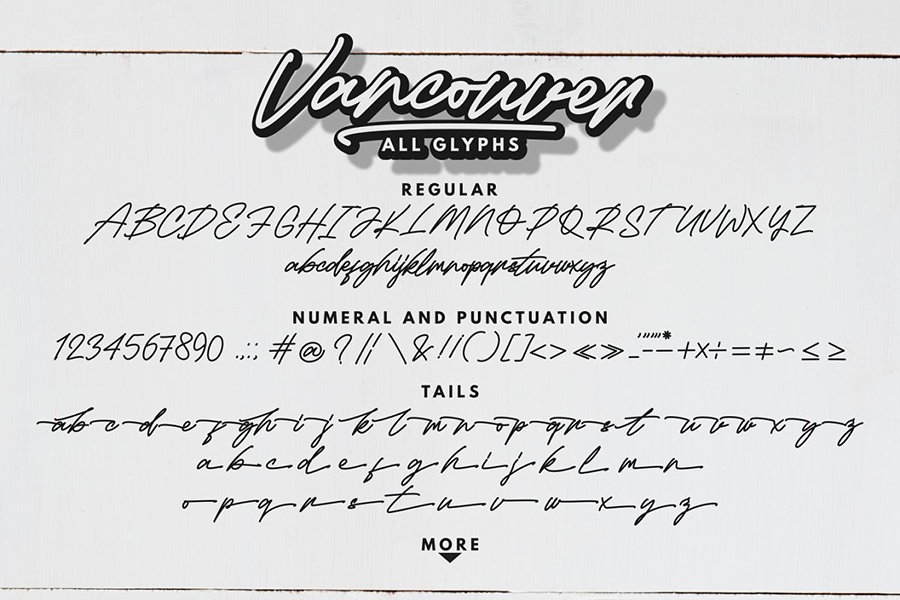 Vancouver
ALL GLYPHS
REGULAR
ABCDEFGHIJKLMNOPQRSTUVWXYZ
abcdefghijklmnopqrstuvwxyz
NUMERAL AND PUNCTUATION
1234567890 .,:; #@?|¦\&!/()[]<>«»_-–—+×÷=≠~≤≥
TAILS
abcdefghijklmnopqrstuvwxyz
abcdefghijklmn
opqrstuvwxyz
MORE